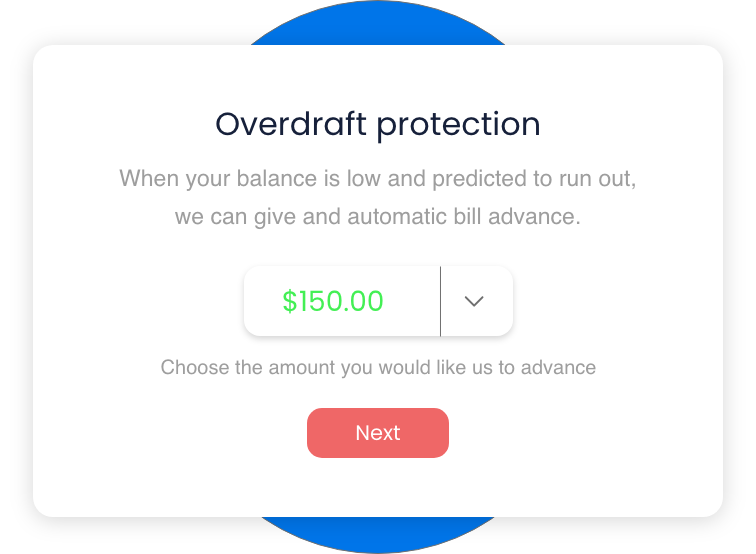 Overdraft protection
When your balance is low and predicted to run out,
we can give and automatic bill advance.
$150.00
Choose the amount you would like us to advance
Next